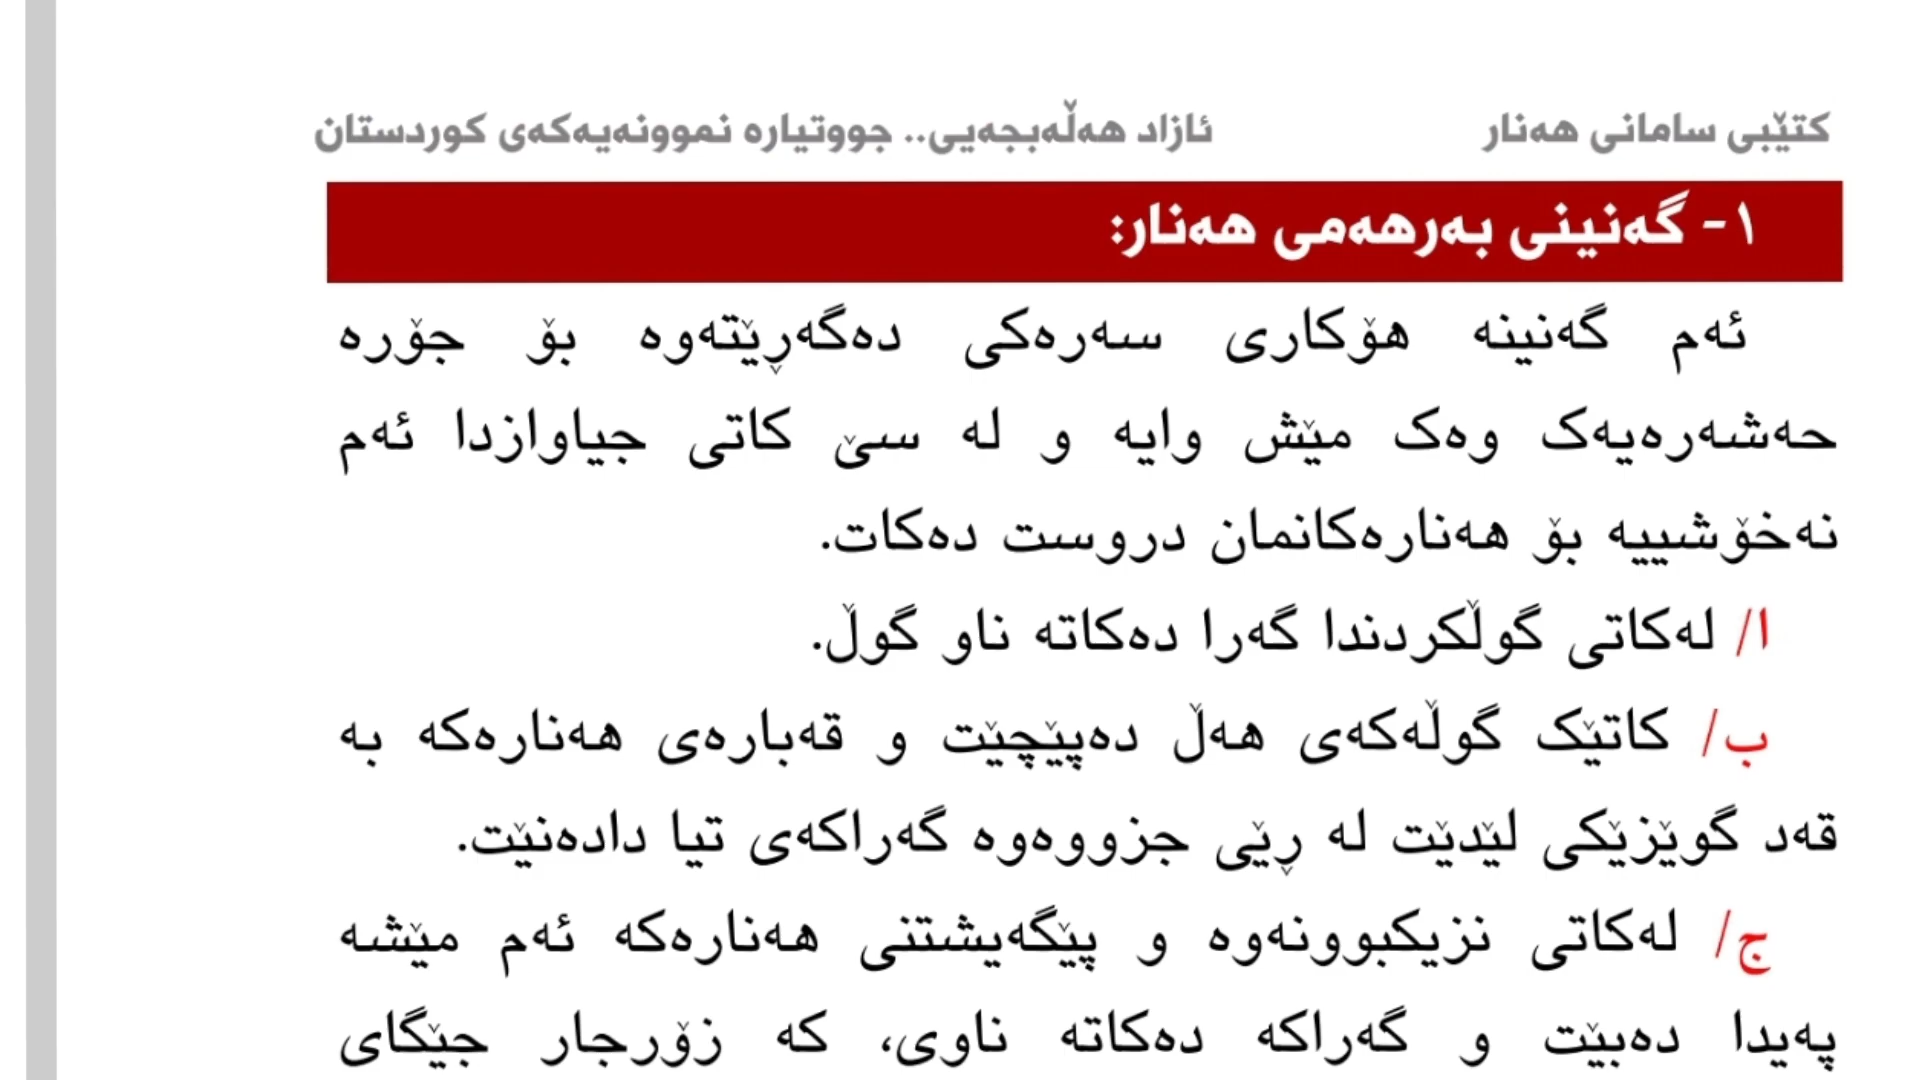 کتێبی سامانی هەنار ئازاد هەڵەبجەیی.. جووتیارە نموونەیەکەی کوردستان
١- گەنینی بەرهەمی هەنار:
ئەم گەنینە هۆکاری سەرەکی دەگەڕێتەوە بۆ جۆرە
حەشەرەیەک وەک مێش وایە و لە سێ کاتی جیاوازدا ئەم
نەخۆشییە بۆ هەنارەکانمان دروست دەکات.
ا/ لەکاتی گوڵکردندا گەرا دەکاتە ناو گوڵ.
ب/ کاتێک گوڵەکەی هەڵ دەپێچێت و قەبارەی هەنارەکە بە
قەد گوێزێکی لێدێت لە ڕێی جزووەوە گەراکەی تیا دادەنێت.
ج/ لەکاتی نزیکبوونەوە و پێگەیشتنی هەنارەکە ئەم مێشە
پەیدا دەبێت و گەراکە دەکاتە ناوی، کە زۆرجار جێگای